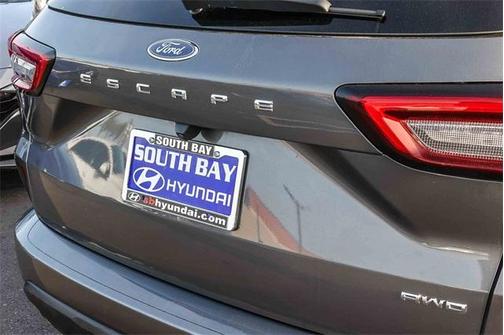 Ford
ESCAPE
SOUTH BAY
SOUTH BAY
HYUNDAI
sbhyundai.com
AWD